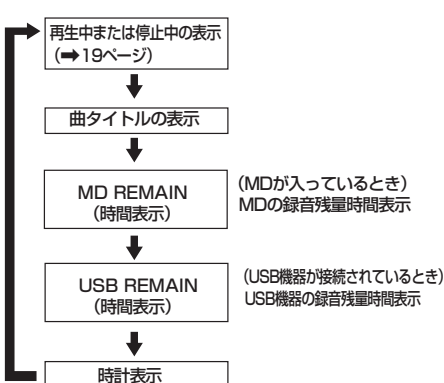 再生中または停止中の表示
(➡19ページ)
曲タイトルの表示
MD REMAIN
(時間表示)
(MDが入っているとき)
MDの録音残量時間表示
USB REMAIN
(時間表示)
(USB機器が接続されているとき)
USB機器の録音残量時間表示
時計表示